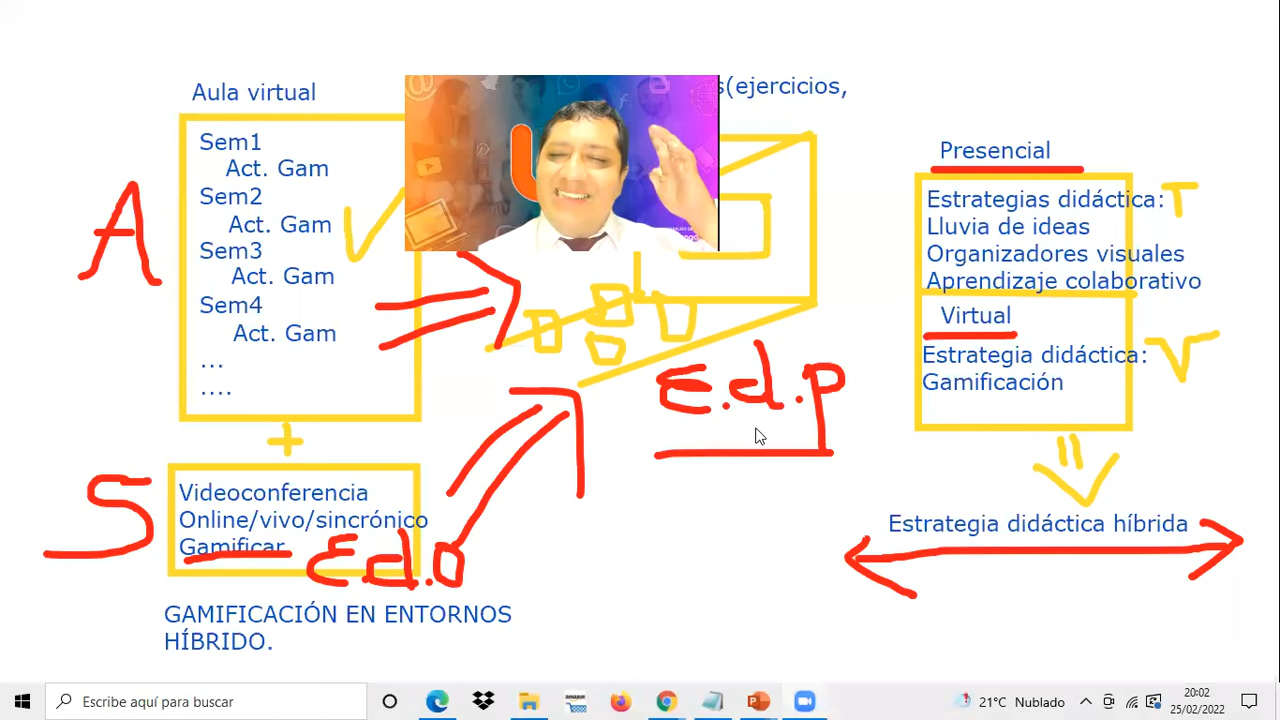 Aula virtual
s(ejercicios,
Sem1
Act. Gam
Sem2
Act. Gam
Sem3
Act. Gam
Sem4
Act. Gam
...
....
A
+
S
Videoconferencia
Online/vivo/sincrónico
Gamificar
E.d.O
GAMIFICACIÓN EN ENTORNOS
HÍBRIDO.
E.d.p
Presencial
Estrategias didáctica: T
Lluvia de ideas
Organizadores visuales
Aprendizaje colaborativo
Virtual
Estrategia didáctica: V
Gamificación
Estrategia didáctica híbrida
Escribe aquí para buscar
21°C Nublado
20:02
25/02/2022